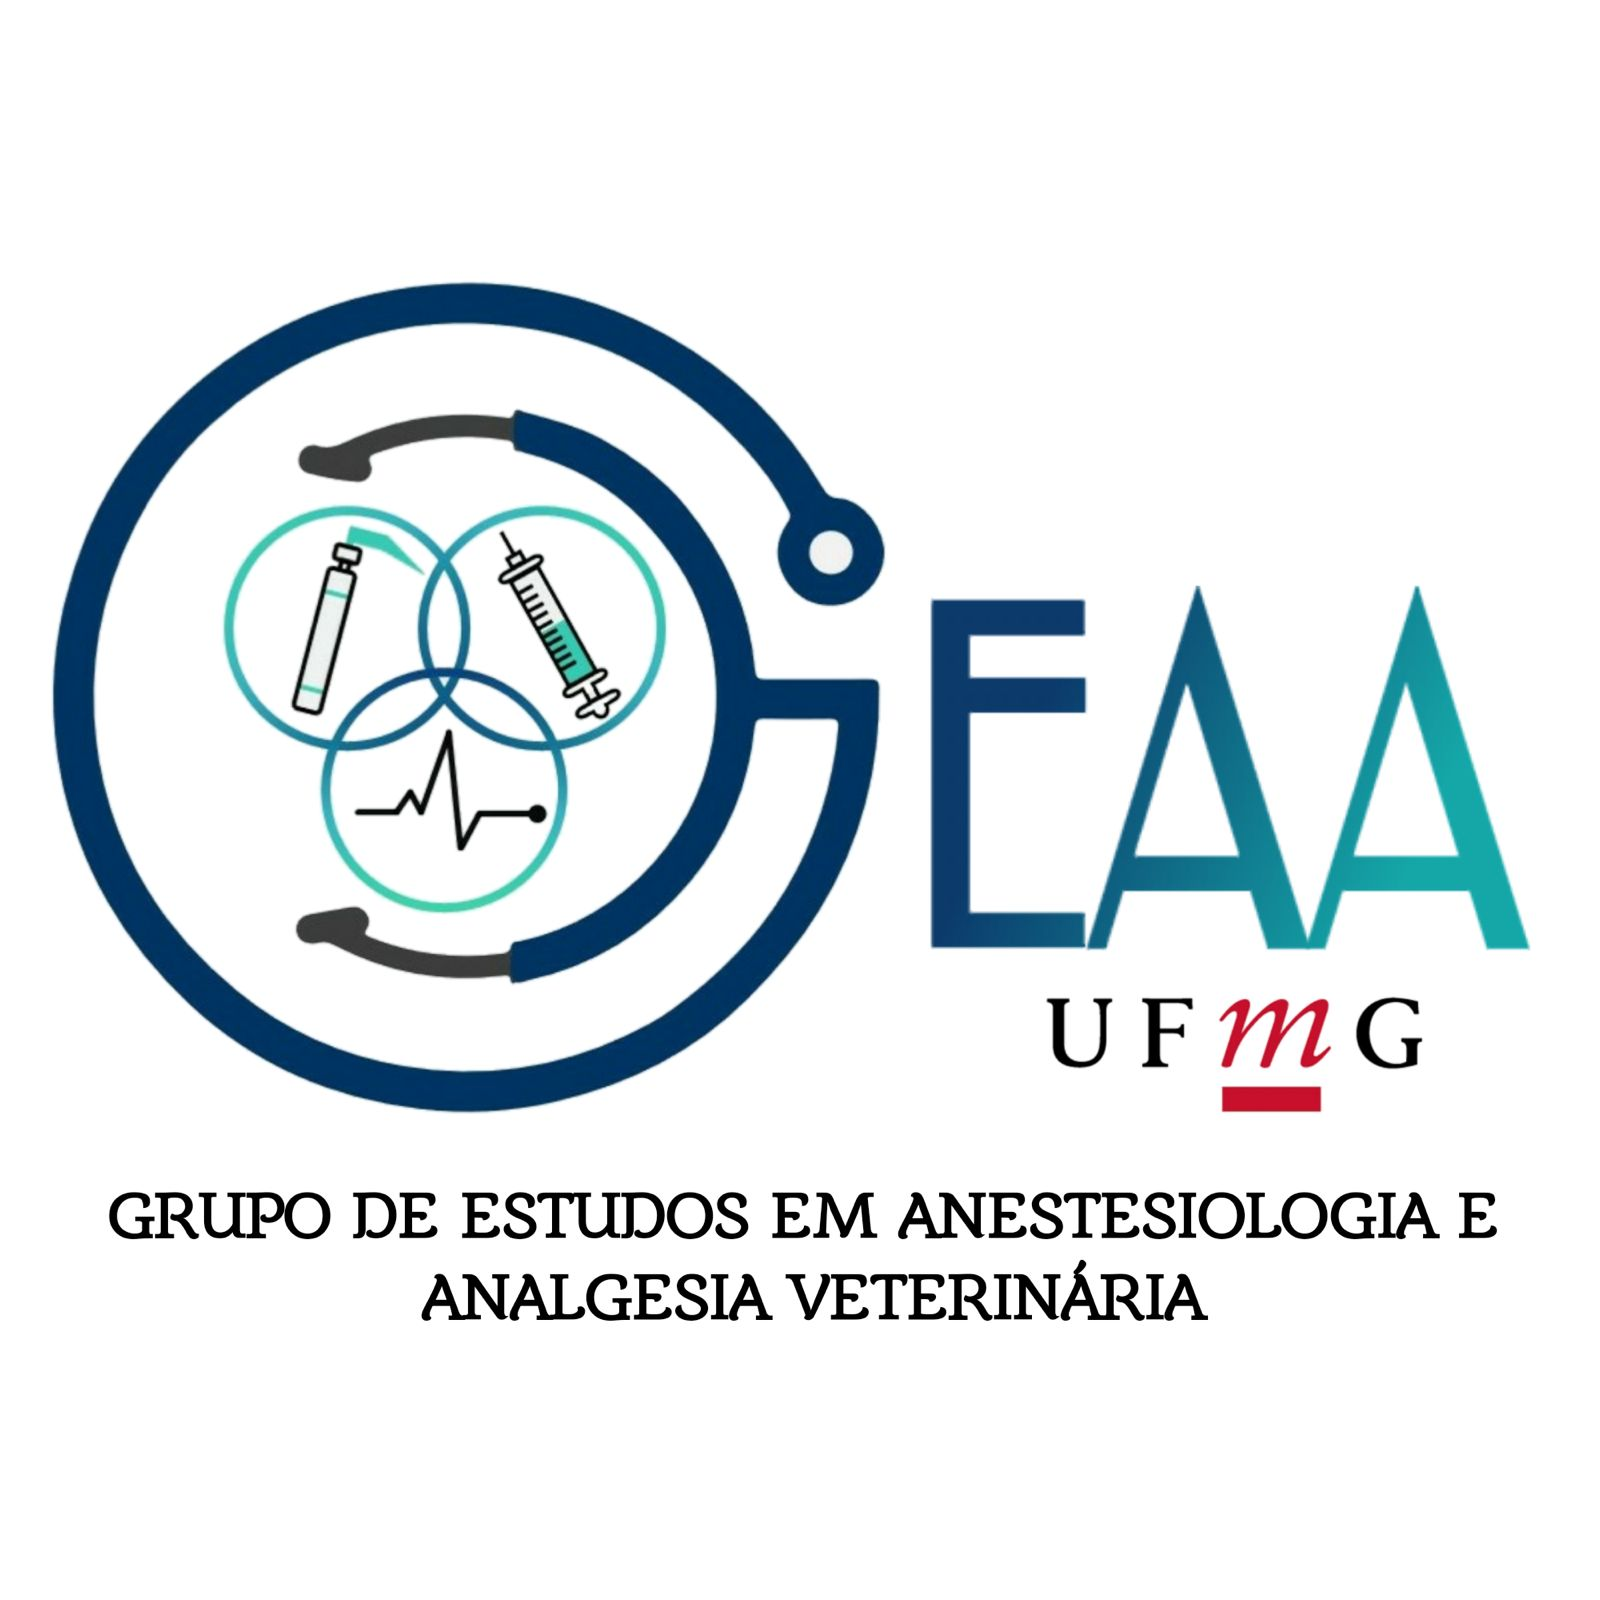 GEAA
UFmG
GRUPO DE ESTUDOS EM ANESTESIOLOGIA E
ANALGESIA VETERINÁRIA